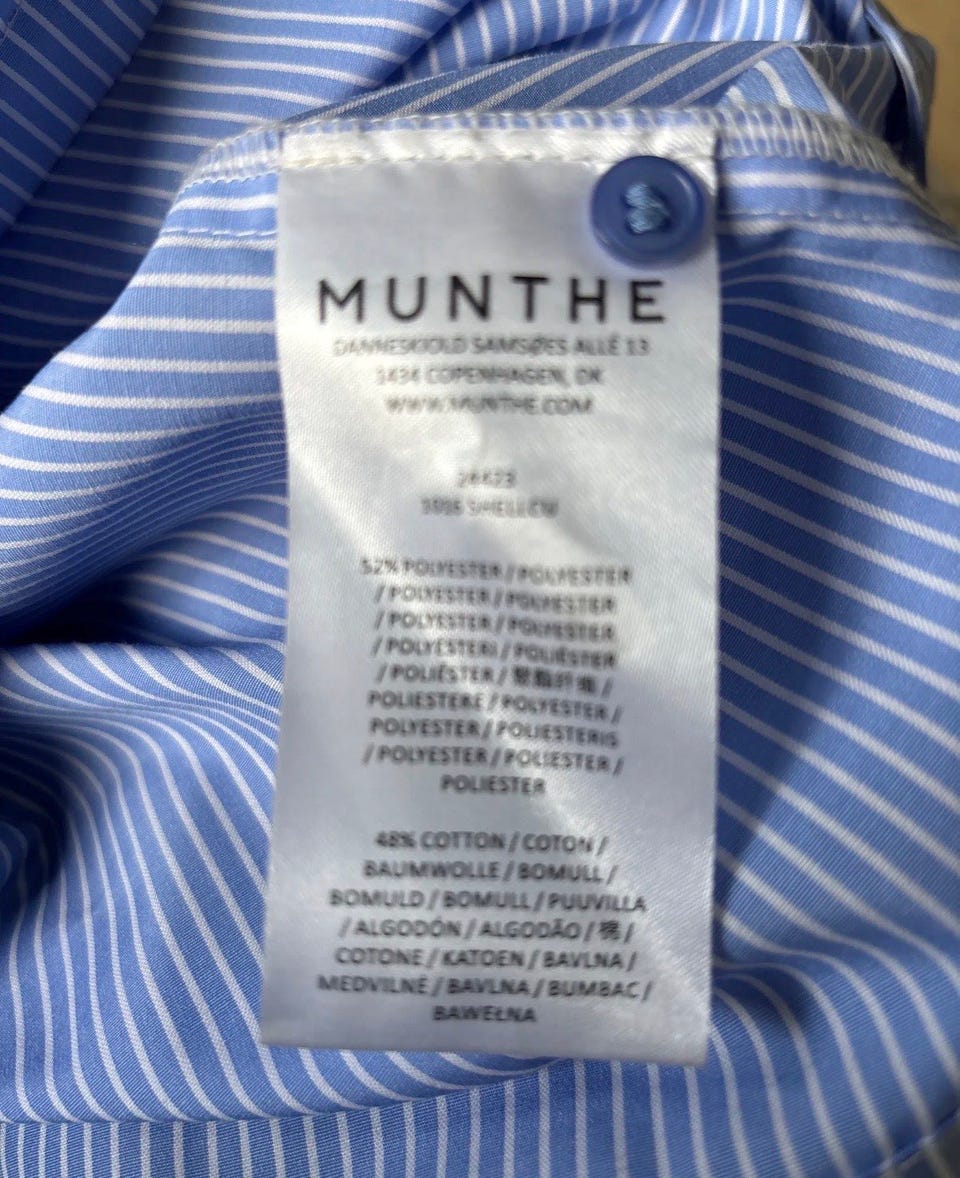 MUNTHE
DANNESKIOLD SAMSØES ALLÉ 13
1434 COPENHAGEN, DK
WWW.MUNTHE.COM
52% POLYESTER / POLYESTER
/ POLYESTER / POLYESTER
/ POLYESTER / POLYESTER
/ POLYESTERI / POLIÉSTER
/ POLIÉSTER / 聚酯纤维 /
POLIESTERE / POLYESTER /
POLYESTER / POLIESTERIS
/ POLYESTER / POLIESTER /
POLIESTER
48% COTTON / COTON /
BAUMWOLLE / BOMULL /
BOMULD / BOMULL / PUUVILLA
/ ALGODÓN / ALGODÃO / 棉 /
COTONE / KATOEN / BAVLNA /
MEDVILNĖ / BAVLNA / BUMBAC /
BAWEŁNA